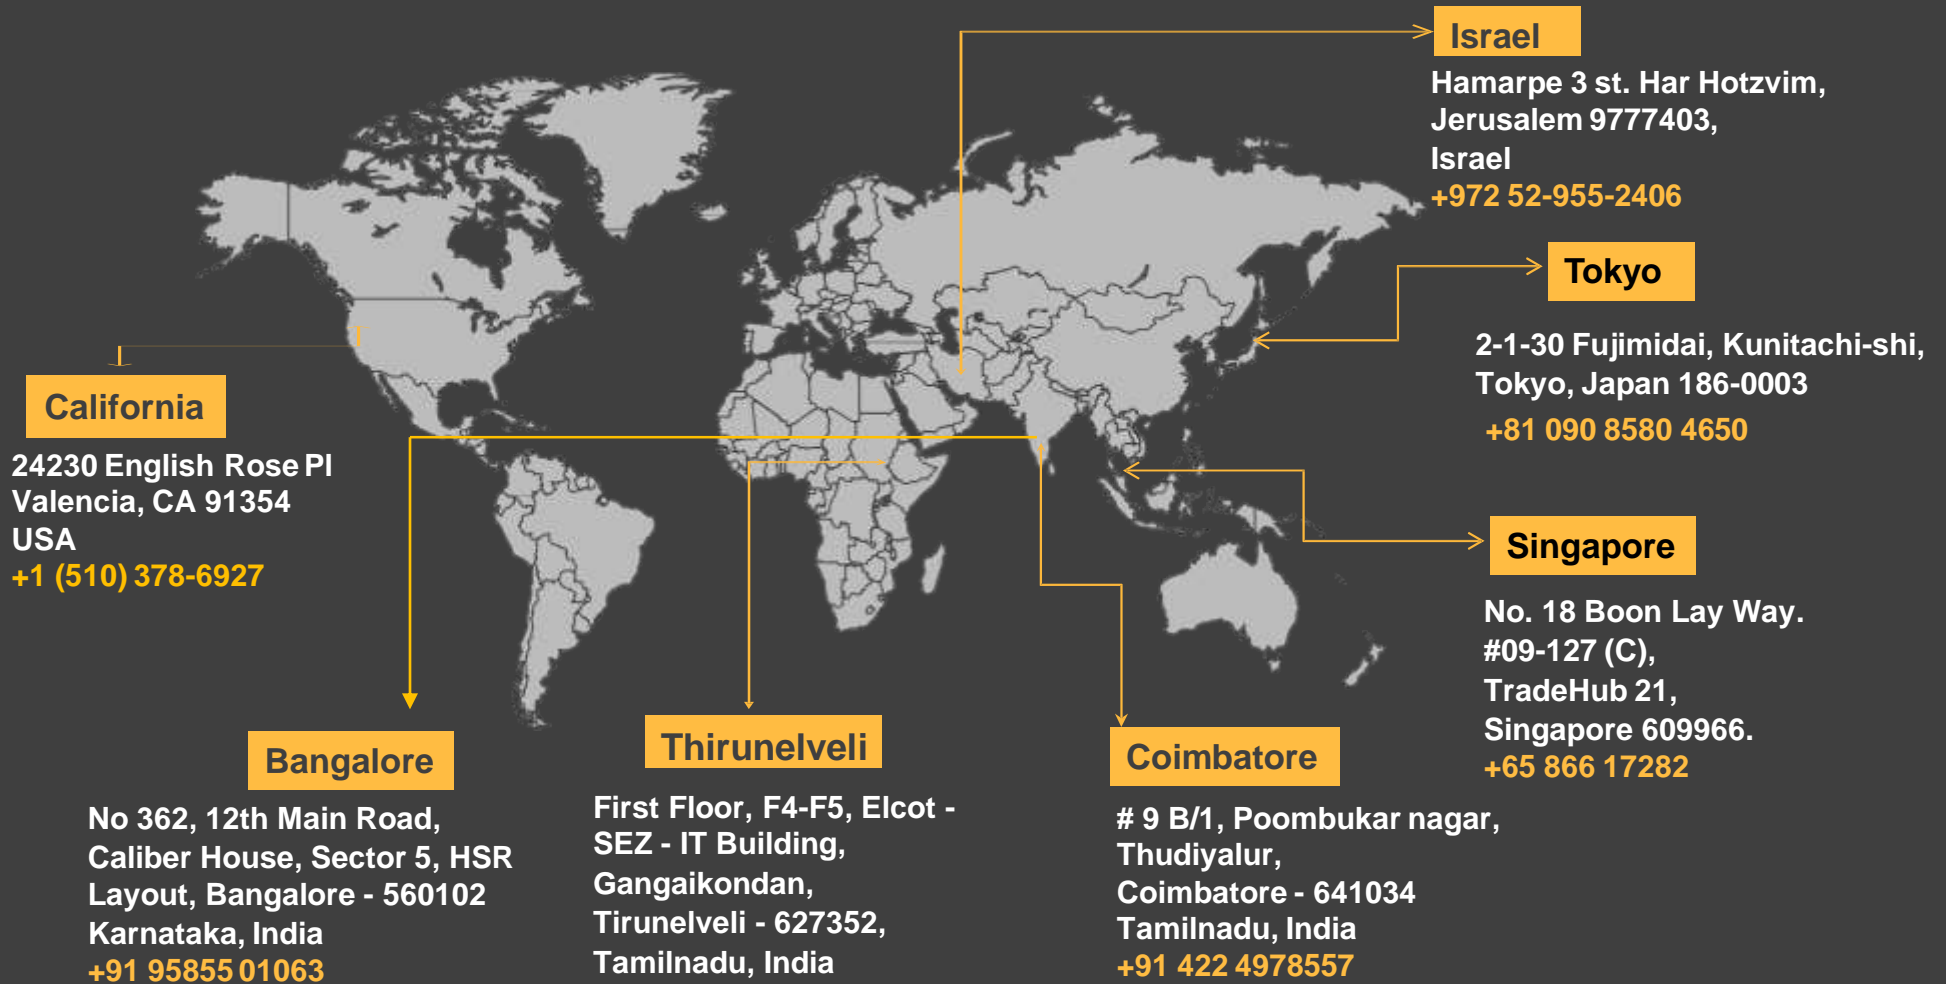 Israel
Hamarpe 3 st. Har Hotzvim,
Jerusalem 9777403,
Israel
+972 52-955-2406
Tokyo
2-1-30 Fujimidai, Kunitachi-shi,
Tokyo, Japan 186-0003
+81 090 8580 4650
California
24230 English Rose Pl
Valencia, CA 91354
USA
+1 (510) 378-6927
Singapore
No. 18 Boon Lay Way.
#09-127 (C),
TradeHub 21,
Singapore 609966.
+65 866 17282
Bangalore
No 362, 12th Main Road,
Caliber House, Sector 5, HSR
Layout, Bangalore - 560102
Karnataka, India
+91 95855 01063
Thirunelveli
First Floor, F4-F5, Elcot -
SEZ - IT Building,
Gangaikondan,
Tirunelveli - 627352,
Tamilnadu, India
Coimbatore
# 9 B/1, Poombukar nagar,
Thudiyalur,
Coimbatore - 641034
Tamilnadu, India
+91 422 4978557